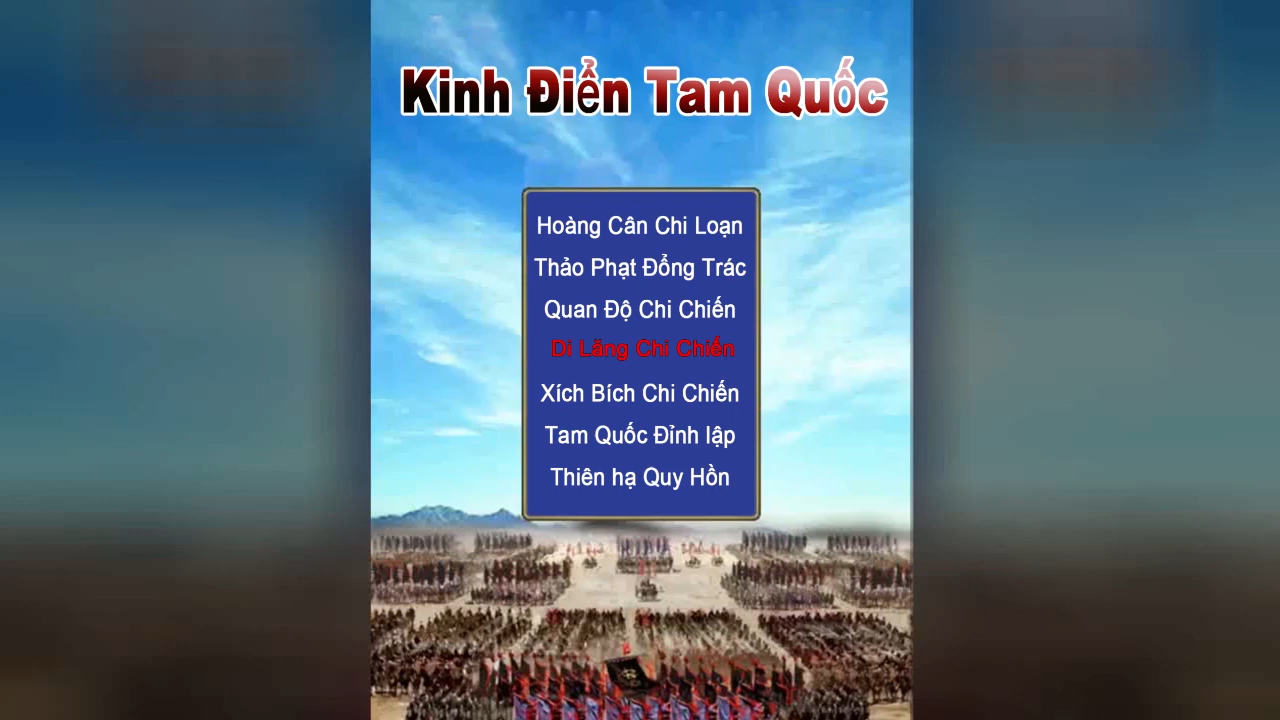 Kinh Điển Tam Quốc
Hoàng Cân Chi Loạn
Thảo Phạt Đổng Trác
Quan Độ Chi Chiến
Di Lăng Chi Chiến
Xích Bích Chi Chiến
Tam Quốc Đỉnh lập
Thiên hạ Quy Hồn